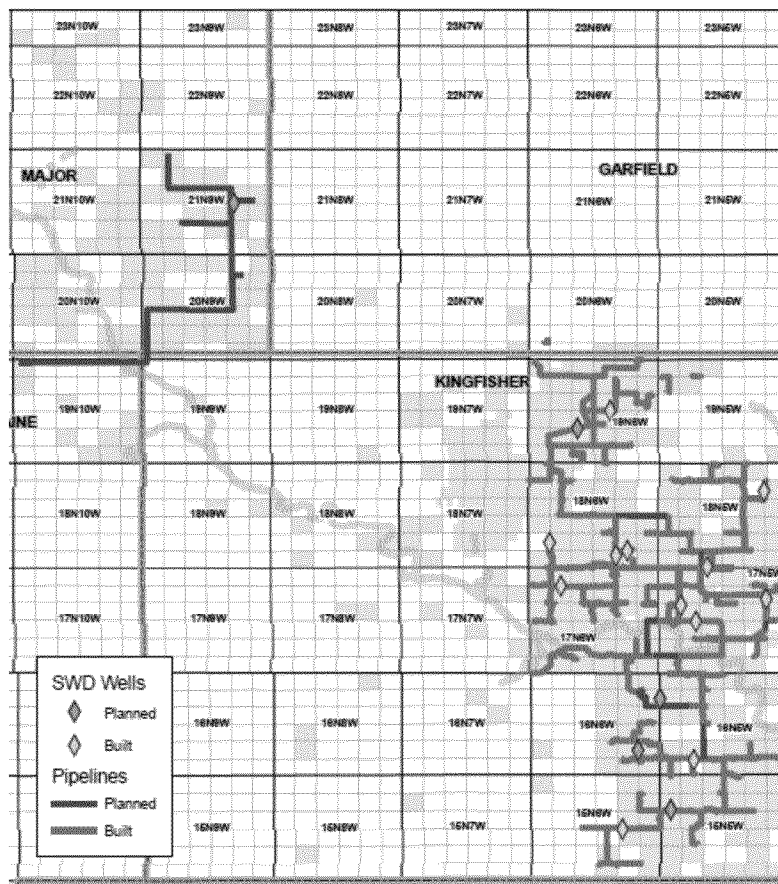 23N10W 23N9W 23N8W 23N7W 23N6W 23N5W
22N10W 22N9W 22N8W 22N7W 22N6W 22N5W
MAJOR GARFIELD
21N10W 21N9W 21N8W 21N7W 21N6W 21N5W
20N10W 20N9W 20N8W 20N7W 20N6W 20N5W
KINGFISHER
19N10W 19N9W 19N8W 19N7W 19N6W 19N5W
NE
18N10W 18N9W 18N8W 18N7W 18N6W 18N5W
17N5W
17N10W 17N9W 17N8W 17N7W 17N6W
16N9W 16N8W 16N7W 16N6W 16N5W
15N9W 15N8W 15N7W 15N6W 15N5W
SWD Wells
Planned
Built
Pipelines
Planned
Built